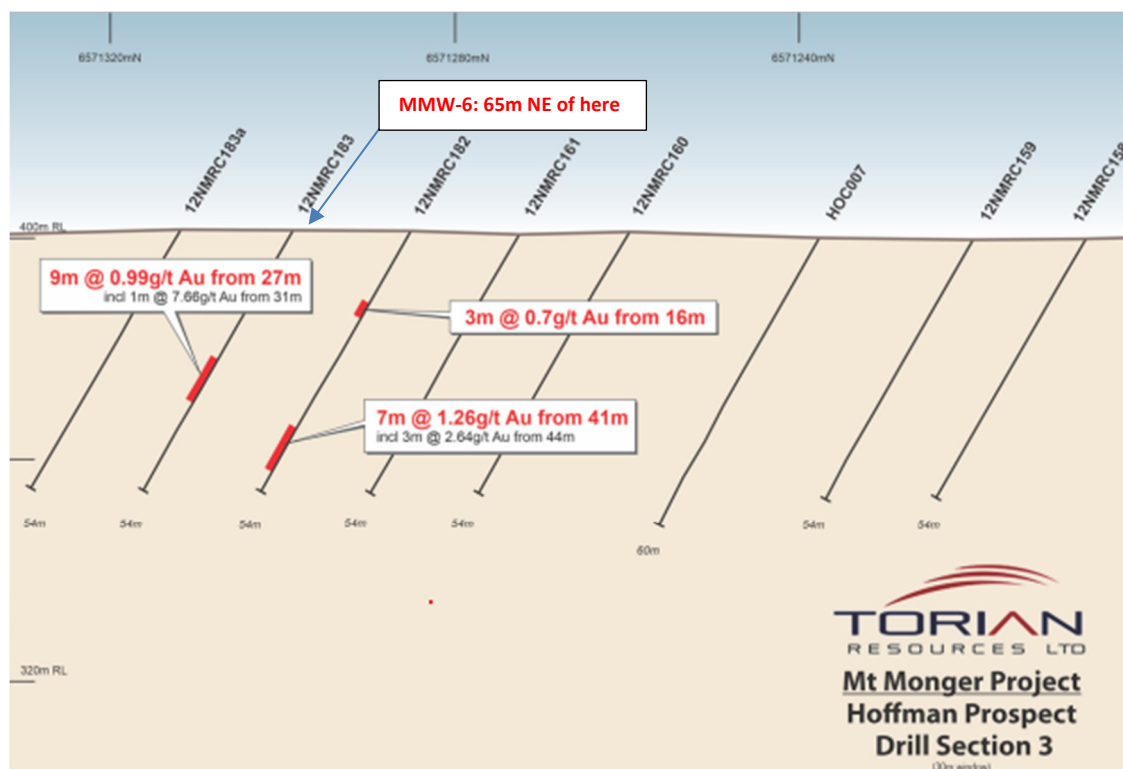 6571320mN
6571280mN
6571240mN
MMW-6: 65m NE of here
12NMRC183a
12NMRC183
12NMRC182
12NMRC161
12NMRC160
HOC007
12NMRC159
12NMRC158
400m RL
9m @ 0.99g/t Au from 27m
incl 1m @ 7.66g/t Au from 31m
3m @ 0.7g/t Au from 16m
7m @ 1.26g/t Au from 41m
incl 3m @ 2.64g/t Au from 44m
54m
54m
54m
54m
54m
60m
54m
54m
320m RL
TORIAN
RESOURCES LTD
Mt Monger Project
Hoffman Prospect
Drill Section 3
(30m window)